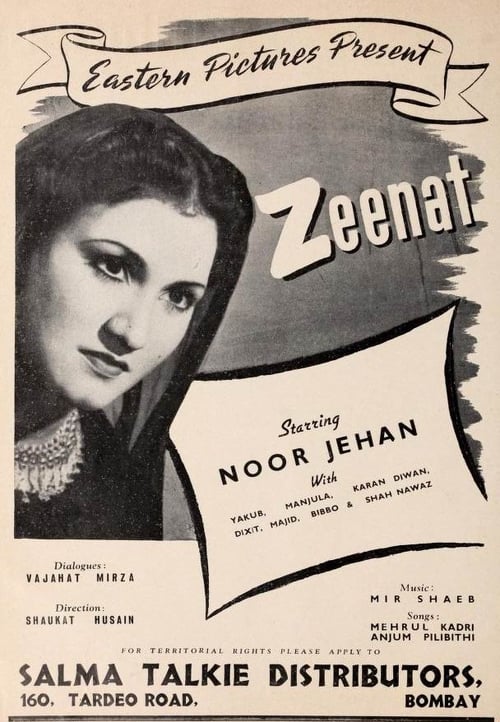 Eastern Pictures Present
Zeenat
Starring
NOOR JEHAN
With
YAKUB, MANJULA, KARAN DIWAN,
DIXIT, MAJID, BIBBO & SHAH NAWAZ
Dialogues:
VAJAHAT MIRZA
Direction:
SHAUKAT HUSAIN
Music:
MIR SHAEB
Songs:
MEHRUL KADRI
ANJUM PILIBITHI
FOR TERRITORIAL RIGHTS PLEASE APPLY TO
SALMA TALKIE DISTRIBUTORS,
160, TARDEO ROAD, BOMBAY